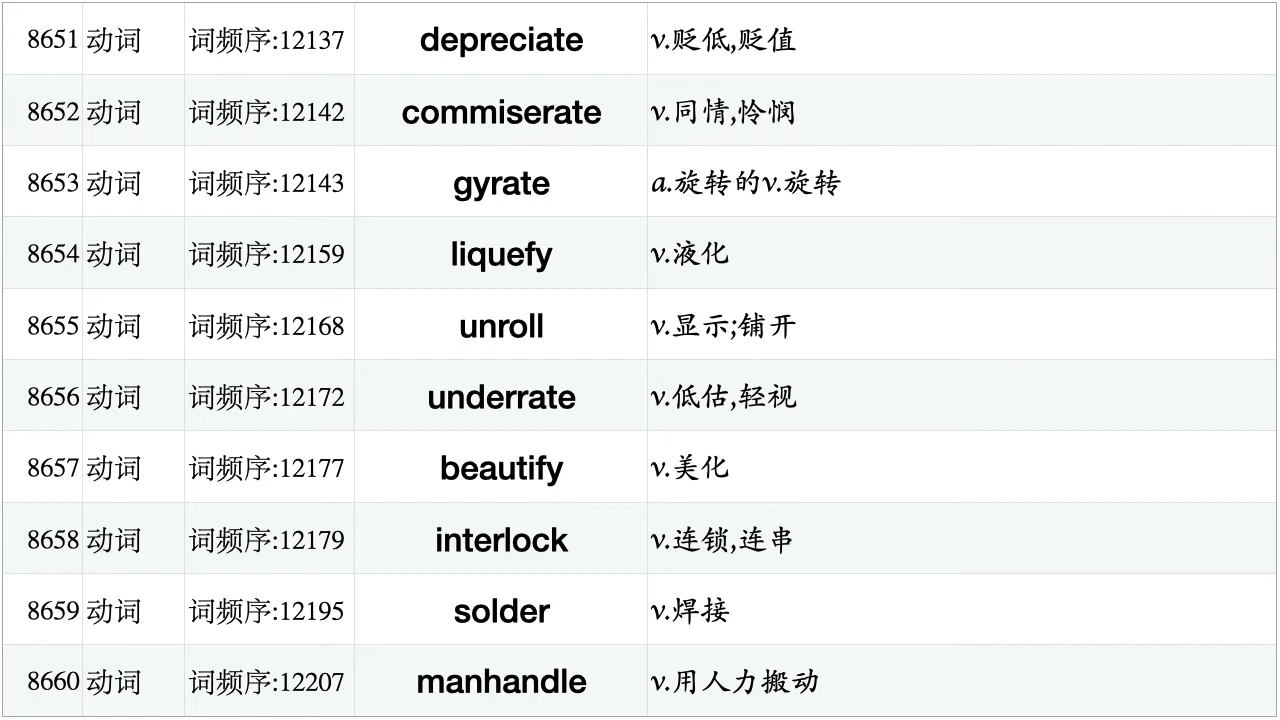 8651 动词 词频序:12137 depreciate v.贬低,贬值
8652 动词 词频序:12142 commiserate v.同情,怜悯
8653 动词 词频序:12143 gyrate a.旋转的v.旋转
8654 动词 词频序:12159 liquefy v.液化
8655 动词 词频序:12168 unroll v.显示;铺开
8656 动词 词频序:12172 underrate v.低估,轻视
8657 动词 词频序:12177 beautify v.美化
8658 动词 词频序:12179 interlock v.连锁,连串
8659 动词 词频序:12195 solder v.焊接
8660 动词 词频序:12207 manhandle v.用人力搬动